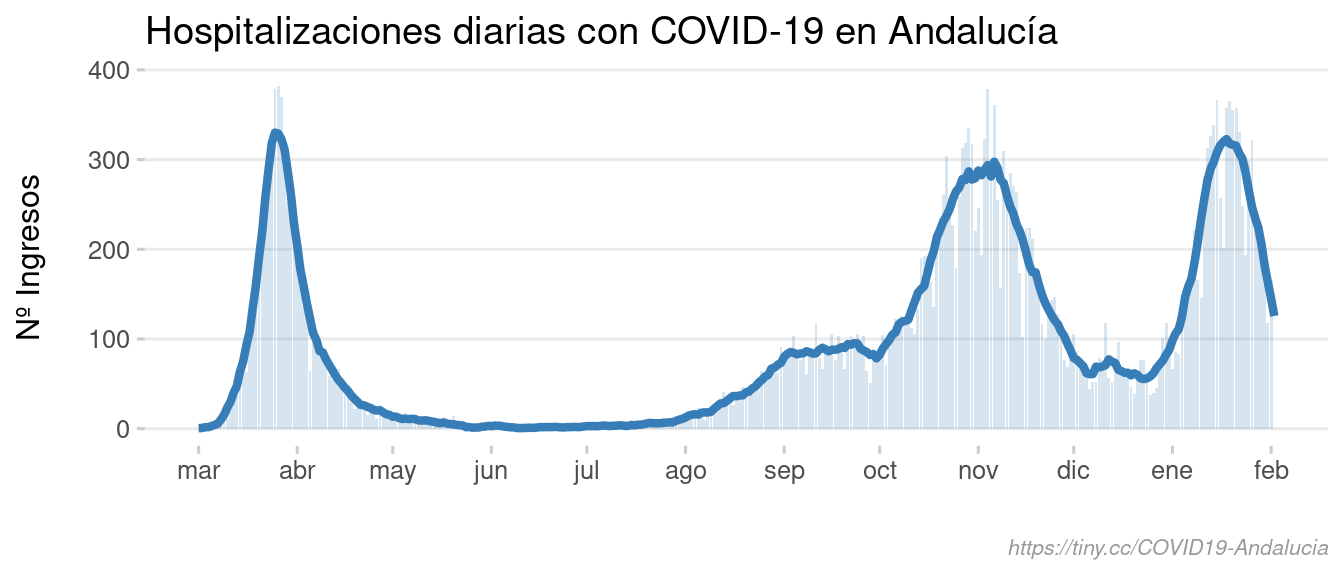 Hospitalizaciones diarias con COVID-19 en Andalucía
Nº Ingresos
400
300
200
100
0
mar abr may jun jul ago sep oct nov dic ene feb
https://tiny.cc/COVID19-Andalucia